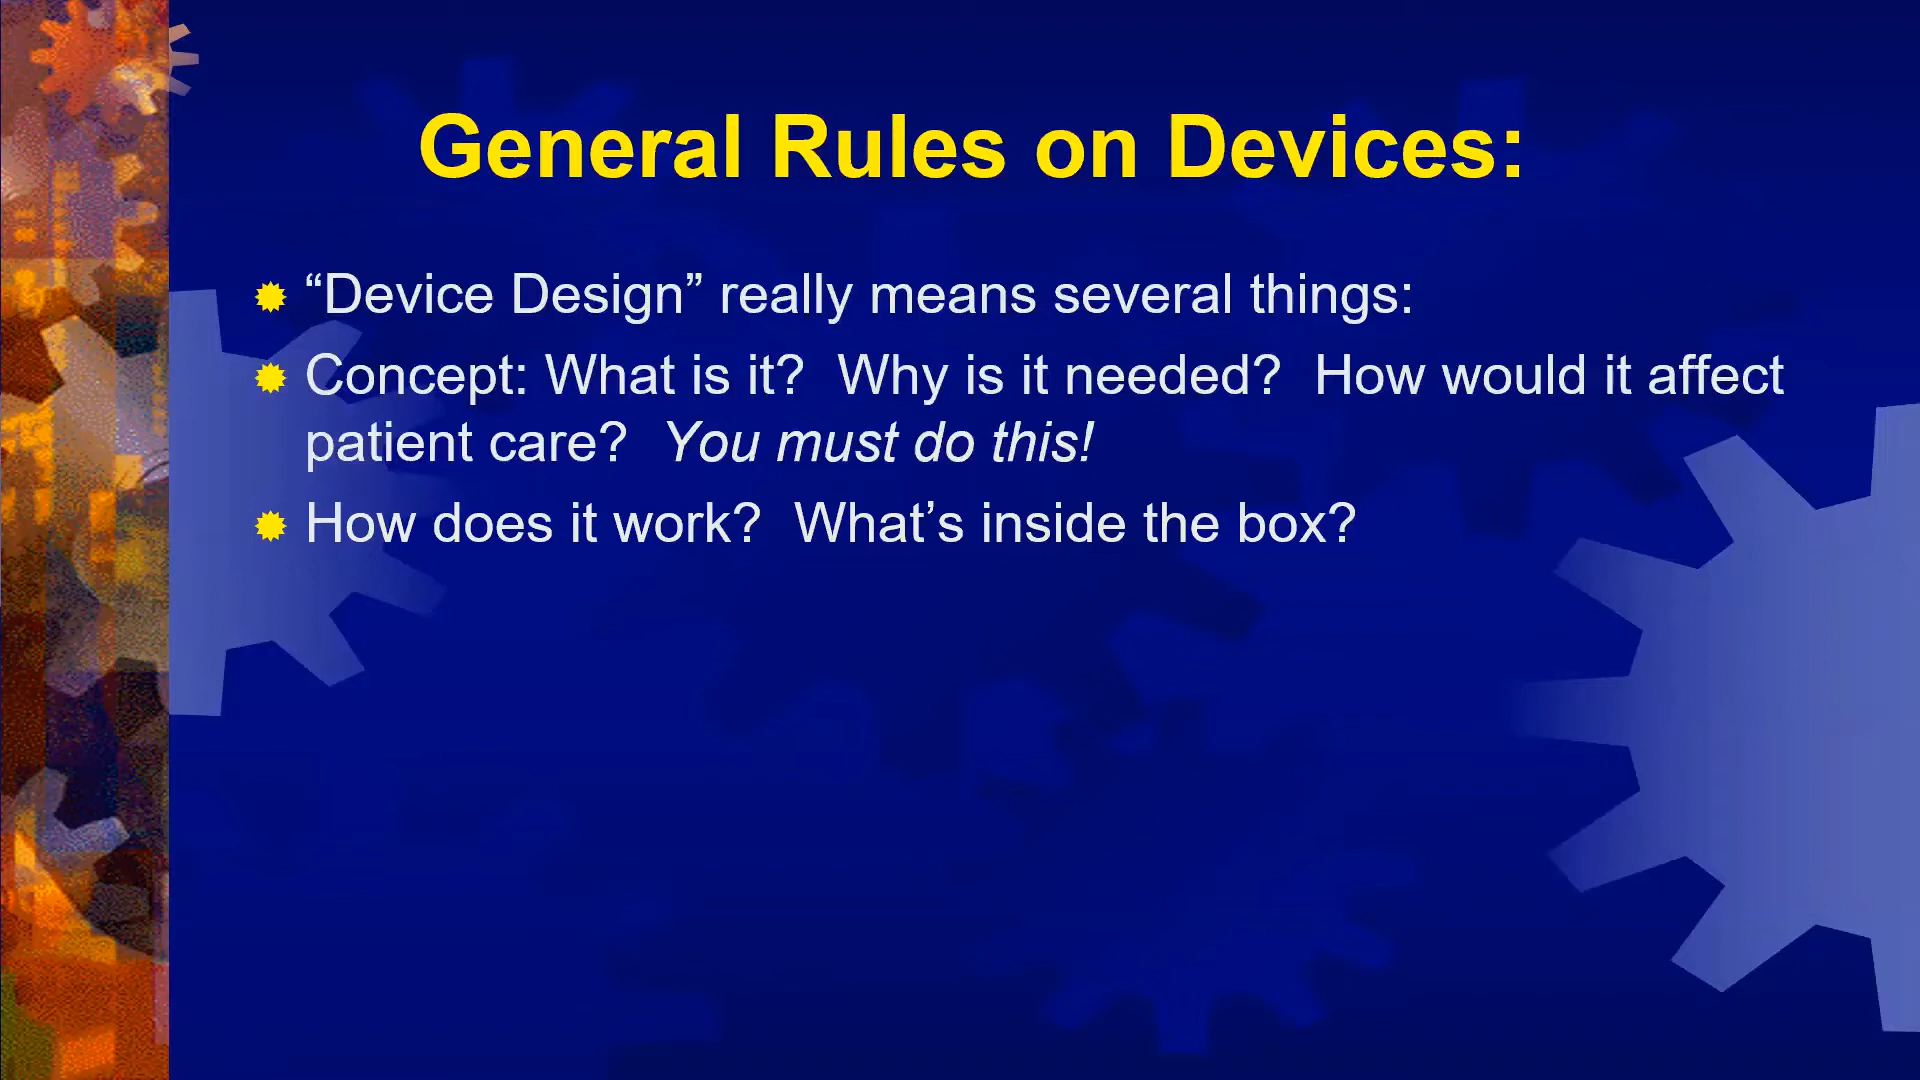 General Rules on Devices:
“Device Design” really means several things:
Concept: What is it?  Why is it needed?  How would it affect
patient care?  You must do this!
How does it work?  What’s inside the box?